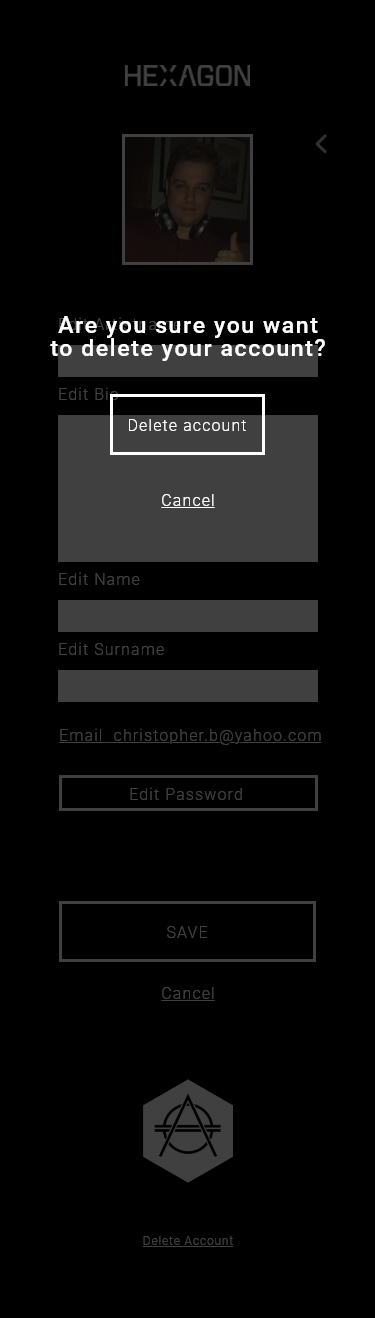 HEXAGON
Are you sure you want
to delete your account?
Edit Bio
Delete account
Cancel
Edit Name
Edit Surname
Email christopher.b@yahoo.com
Edit Password
SAVE
Cancel
Delete Account